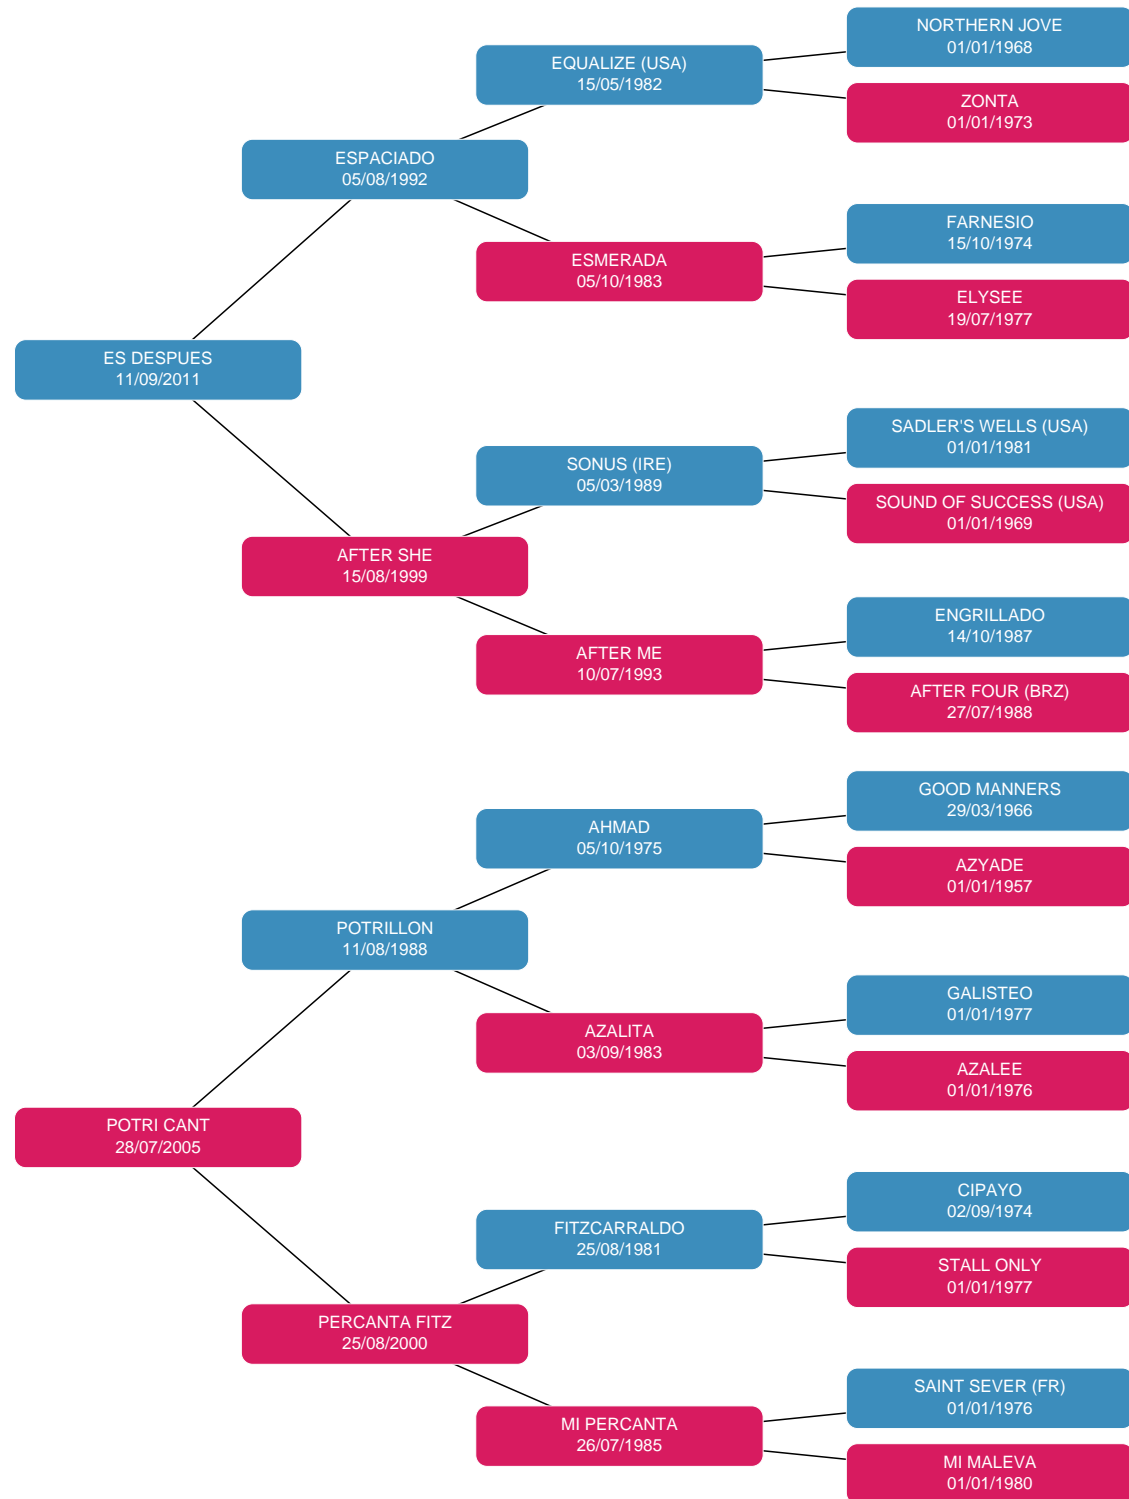 NORTHERN JOVE
01/01/1968
EQUALIZE (USA)
15/05/1982
ZONTA
01/01/1973
ESPACIADO
05/08/1992
FARNESIO
15/10/1974
ESMERADA
05/10/1983
ELYSEE
19/07/1977
ES DESPUES
11/09/2011
SADLER'S WELLS (USA)
01/01/1981
SONUS (IRE)
05/03/1989
SOUND OF SUCCESS (USA)
01/01/1969
AFTER SHE
15/08/1999
ENGRILLADO
14/10/1987
AFTER ME
10/07/1993
AFTER FOUR (BRZ)
27/07/1988
GOOD MANNERS
29/03/1966
AHMAD
05/10/1975
AZYADE
01/01/1957
POTRILLON
11/08/1988
GALISTEO
01/01/1977
AZALITA
03/09/1983
AZALEE
01/01/1976
POTRI CANT
28/07/2005
CIPAYO
02/09/1974
FITZCARRALDO
25/08/1981
STALL ONLY
01/01/1977
PERCANTA FITZ
25/08/2000
SAINT SEVER (FR)
01/01/1976
MI PERCANTA
26/07/1985
MI MALEVA
01/01/1980